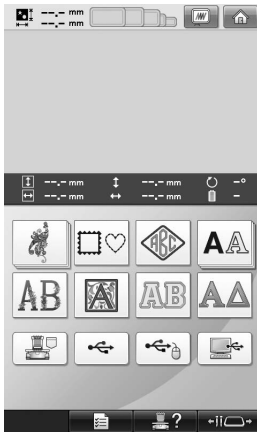 --.- mm
--.- mm
--.- mm --.- mm -°
--.- mm --.- mm -
ABC AA
AB A AB AΔ
?